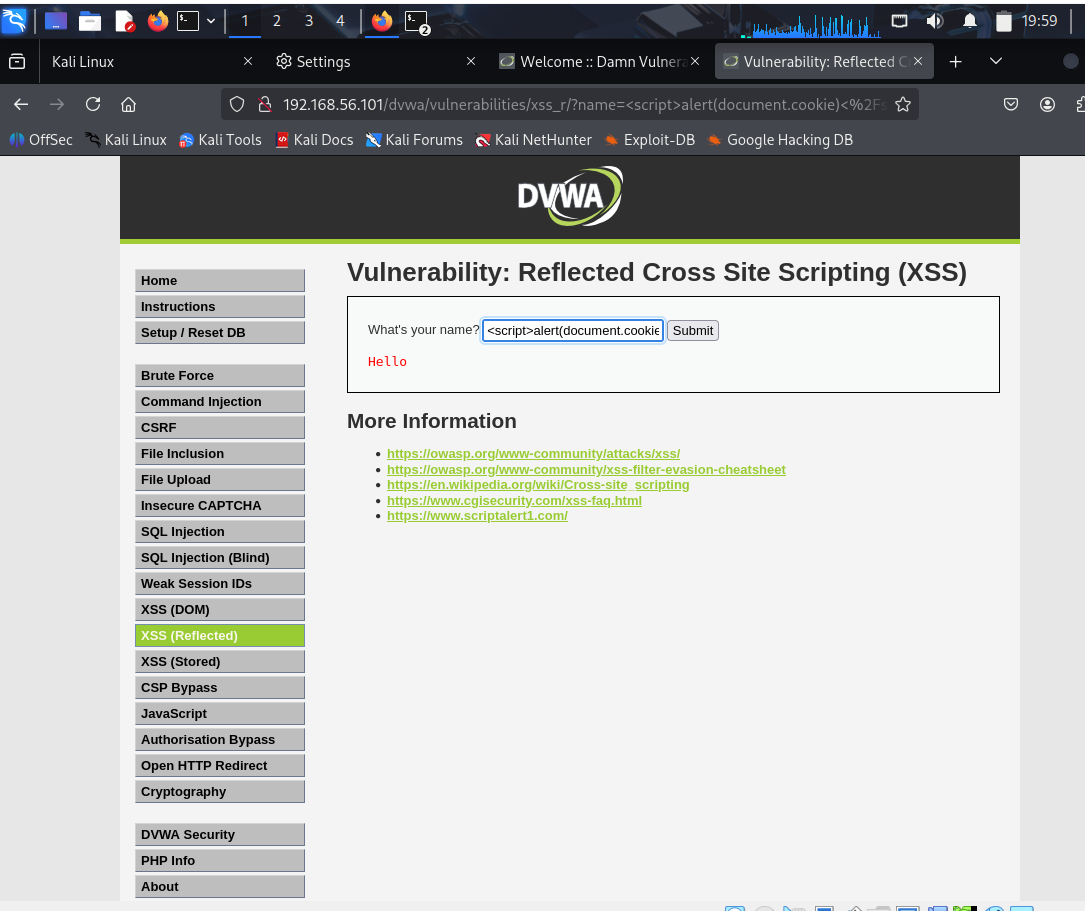 1 2 3 4 2 19:59
Kali Linux Settings Welcome :: Damn Vulnera Vulnerability: Reflected C
192.168.56.101/dvwa/vulnerabilities/xss_r/?name=<script>alert(document.cookie)<%2Fs
OffSec Kali Linux Kali Tools Kali Docs Kali Forums Kali NetHunter Exploit-DB Google Hacking DB
DVWA
Home
Instructions
Setup / Reset DB
Brute Force
Command Injection
CSRF
File Inclusion
File Upload
Insecure CAPTCHA
SQL Injection
SQL Injection (Blind)
Weak Session IDs
XSS (DOM)
XSS (Reflected)
XSS (Stored)
CSP Bypass
JavaScript
Authorisation Bypass
Open HTTP Redirect
Cryptography
DVWA Security
PHP Info
About
Vulnerability: Reflected Cross Site Scripting (XSS)
What's your name? <script>alert(document.cookie Submit
Hello
More Information
https://owasp.org/www-community/attacks/xss/
https://owasp.org/www-community/xss-filter-evasion-cheatsheet
https://en.wikipedia.org/wiki/Cross-site_scripting
https://www.cgisecurity.com/xss-faq.html
https://www.scriptalert1.com/